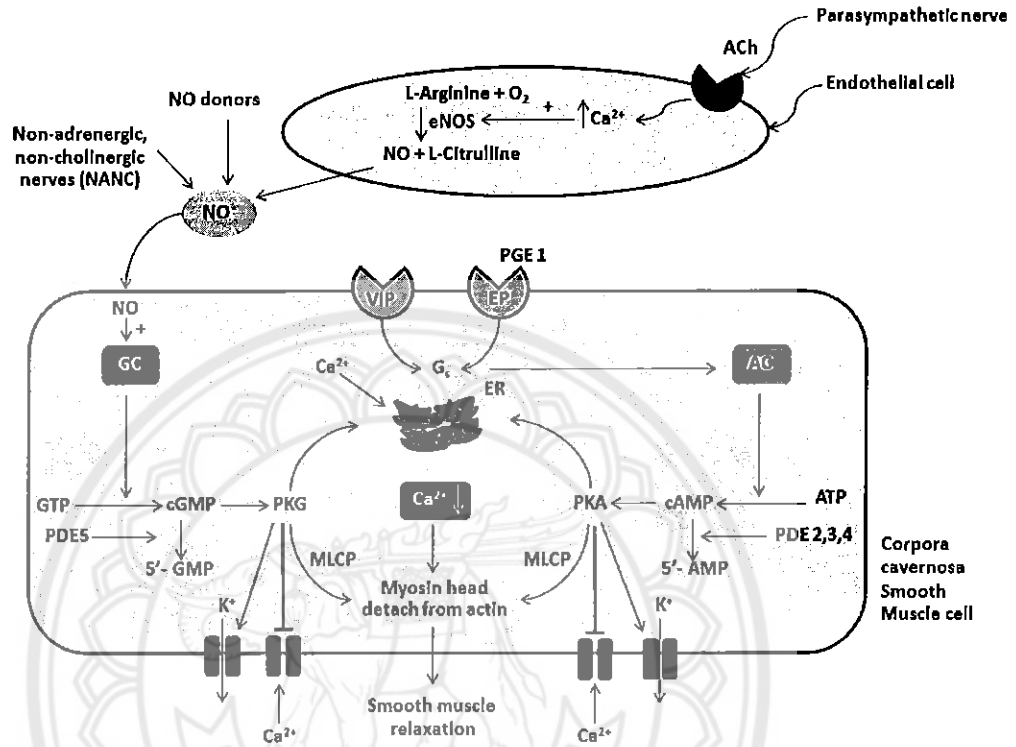 Parasympathetic nerve
ACh
Endothelial cell
L-Arginine + O₂
eNOS
+
↑Ca²⁺
NO + L-Citrulline
NO donors
Non-adrenergic,
non-cholinergic
nerves (NANC)
NO
PGE 1
VIP
EP
NO
+
GC
Gs
AC
Ca²⁺
ER
GTP
cGMP
PKG
Ca²⁺↓
PKA
cAMP
ATP
PDE5
PDE 2,3,4
5’- GMP
MLCP
MLCP
5’- AMP
Myosin head
detach from actin
K⁺
K⁺
Corpora
cavernosa
Smooth
Muscle cell
Ca²⁺
Smooth muscle
relaxation
Ca²⁺